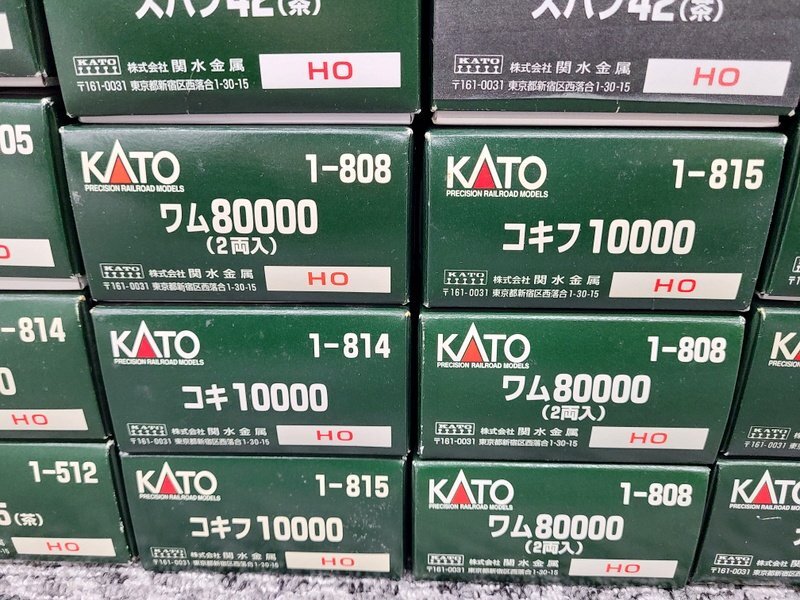 スハフ42(茶)
KATO
株式会社 関水金属
HO
〒161-0031 東京都新宿区西落合1-30-15
スハフ42(茶)
KATO
株式会社 関水金属
HO
〒161-0031 東京都新宿区西落合1-30-15
05
KATO
PRECISION RAILROAD MODELS
1-808
ワム80000
(2両入)
KATO
株式会社 関水金属
HO
〒161-0031 東京都新宿区西落合1-30-15
KATO
PRECISION RAILROAD MODELS
1-815
コキフ10000
KATO
株式会社 関水金属
HO
〒161-0031 東京都新宿区西落合1-30-15
-814
0
HO
KATO
PRECISION RAILROAD MODELS
1-814
コキ10000
KATO
株式会社 関水金属
HO
〒161-0031 東京都新宿区西落合1-30-15
KATO
PRECISION RAILROAD MODELS
1-808
ワム80000
(2両入)
KATO
株式会社 関水金属
HO
〒161-0031 東京都新宿区西落合1-30-15
1-512
5(茶)
HO
KATO
PRECISION RAILROAD MODELS
1-815
コキフ10000
KATO
株式会社 関水金属
HO
〒161-0031 東京都新宿区西落合1-30-15
KATO
PRECISION RAILROAD MODELS
1-808
ワム80000
(2両入)
KATO
株式会社 関水金属
HO
〒161-0031 東京都新宿区西落合1-30-15
KATO